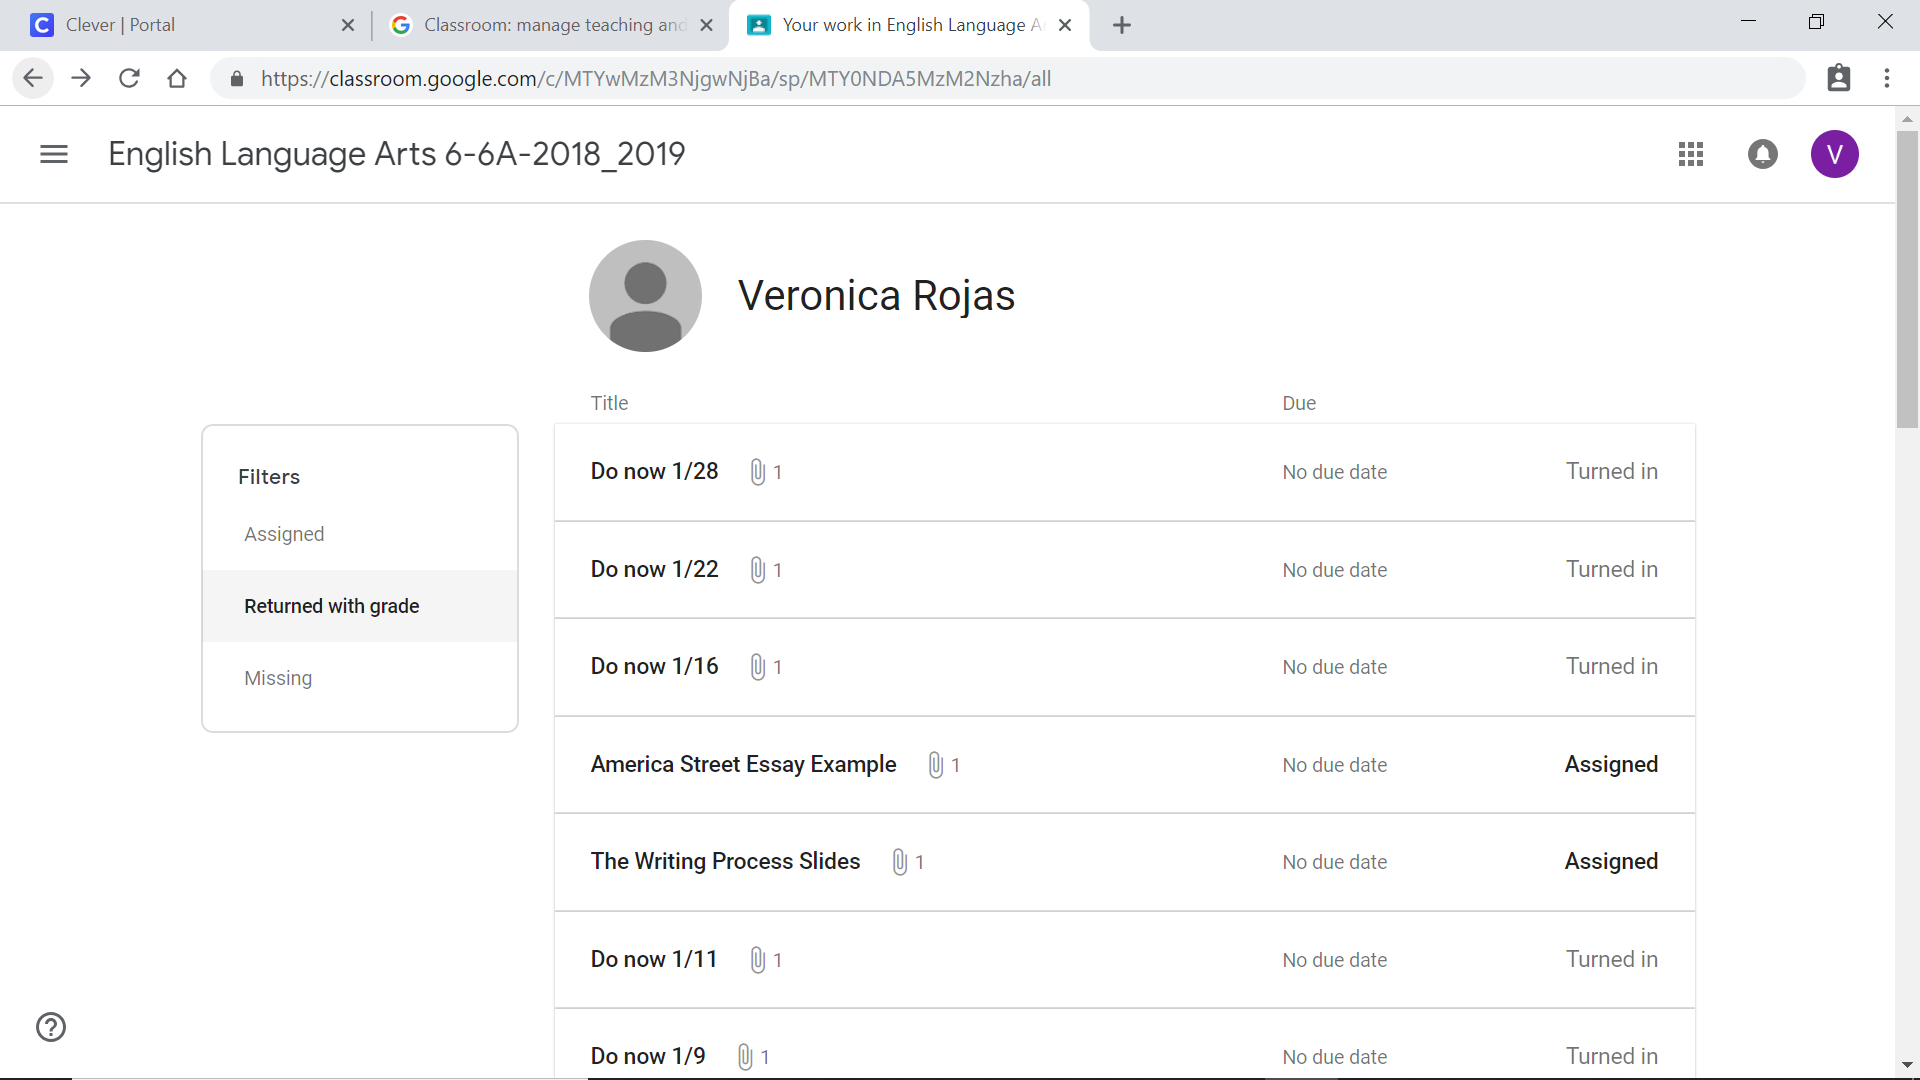 Clever | Portal
Classroom: manage teaching and
Your work in English Language A
https://classroom.google.com/c/MTYwMzM3NjgwNjBa/sp/MTY0NDA5MzM2Nzha/all
English Language Arts 6-6A-2018_2019
V
Veronica Rojas
Title Due
Filters
Assigned
Returned with grade
Missing
Do now 1/28 1 No due date Turned in
Do now 1/22 1 No due date Turned in
Do now 1/16 1 No due date Turned in
America Street Essay Example 1 No due date Assigned
The Writing Process Slides 1 No due date Assigned
Do now 1/11 1 No due date Turned in
Do now 1/9 1 No due date Turned in